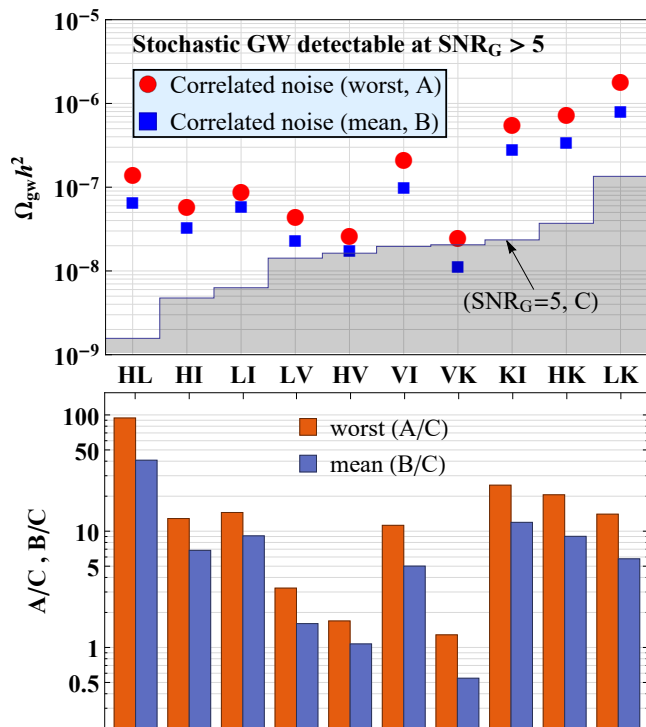 Stochastic GW detectable at SNR_G > 5
Correlated noise (worst, A)
Correlated noise (mean, B)
10^-5
10^-6
10^-7
10^-8
10^-9
Ω_gw h^2
(SNR_G=5, C)
HL HI LI LV HV VI VK KI HK LK
worst (A/C)
mean (B/C)
100
50
10
5
1
0.5
A/C , B/C